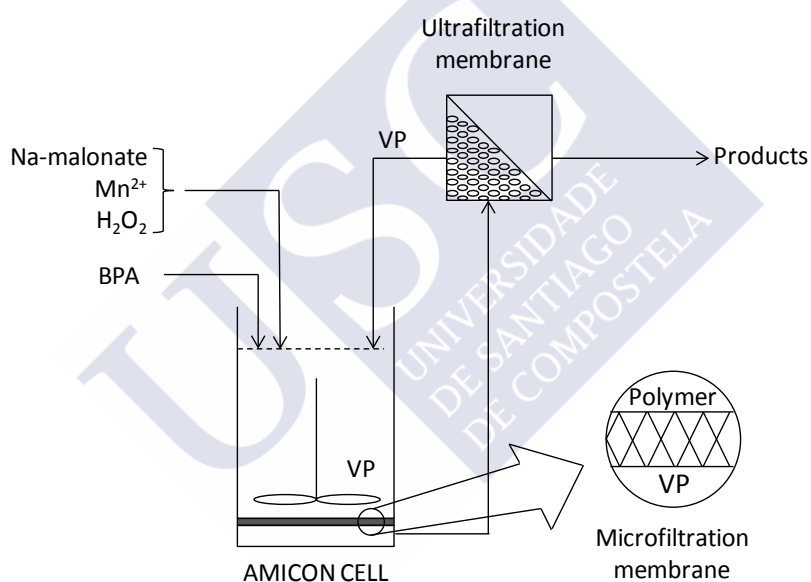 Ultrafiltration
membrane
VP
Na-malonate
Mn²⁺
H₂O₂
Products
BPA
USC
UNIVERSIDADE
DE SANTIAGO
DE COMPOSTELA
Polymer
VP
VP
Microfiltration
membrane
AMICON CELL